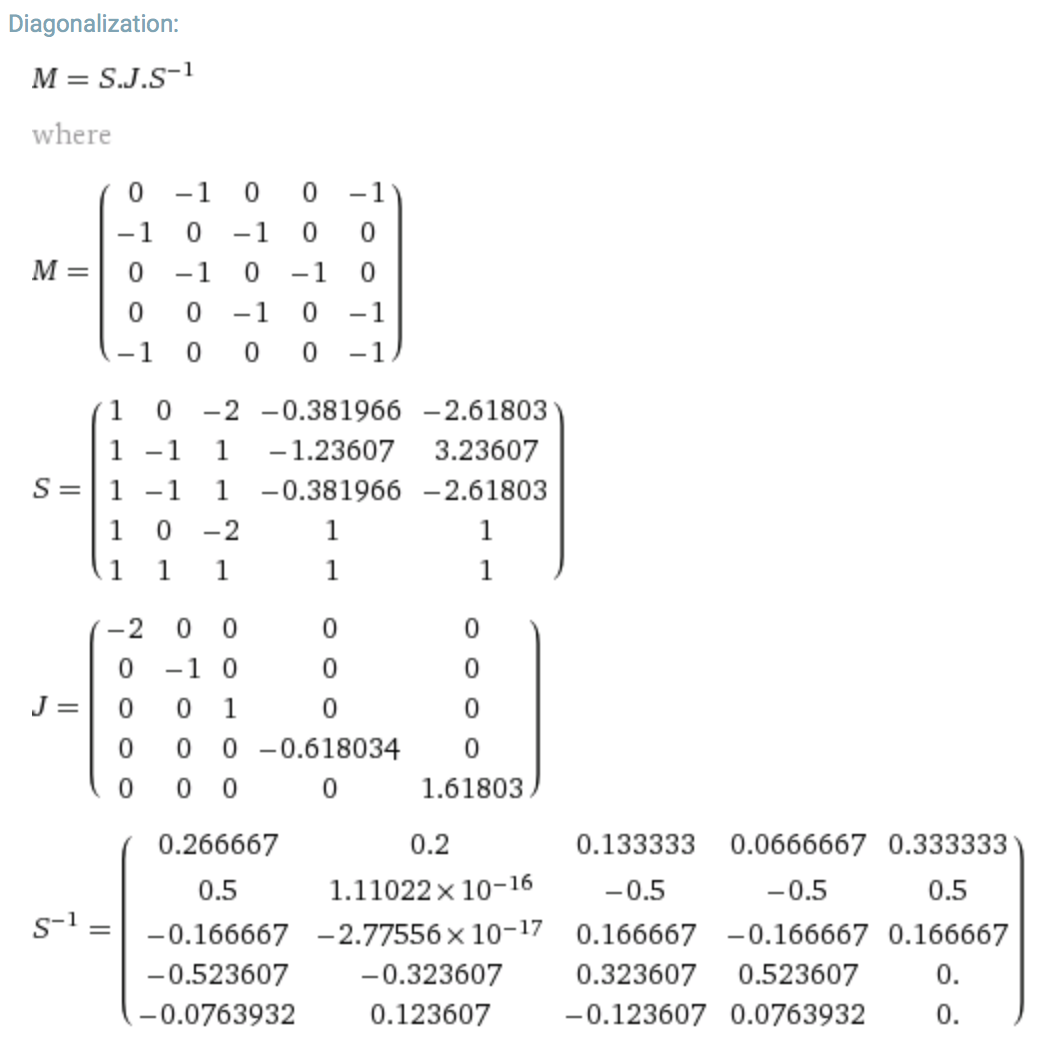 Diagonalization:
M = S.J.S⁻¹
where
M = ( 0 −1 0 0 −1
−1 0 −1 0 0
0 −1 0 −1 0
0 0 −1 0 −1
−1 0 0 0 −1 )
S = ( 1 0 −2 −0.381966 −2.61803
1 −1 1 −1.23607 3.23607
1 −1 1 −0.381966 −2.61803
1 0 −2 1 1
1 1 1 1 1 )
J = ( −2 0 0 0 0
0 −1 0 0 0
0 0 1 0 0
0 0 0 −0.618034 0
0 0 0 0 1.61803 )
S⁻¹ = ( 0.266667 0.2 0.133333 0.0666667 0.333333
0.5 1.11022×10⁻¹⁶ −0.5 −0.5 0.5
−0.166667 −2.77556×10⁻¹⁷ 0.166667 −0.166667 0.166667
−0.523607 −0.323607 0.323607 0.523607 0.
−0.0763932 0.123607 −0.123607 0.0763932 0. )